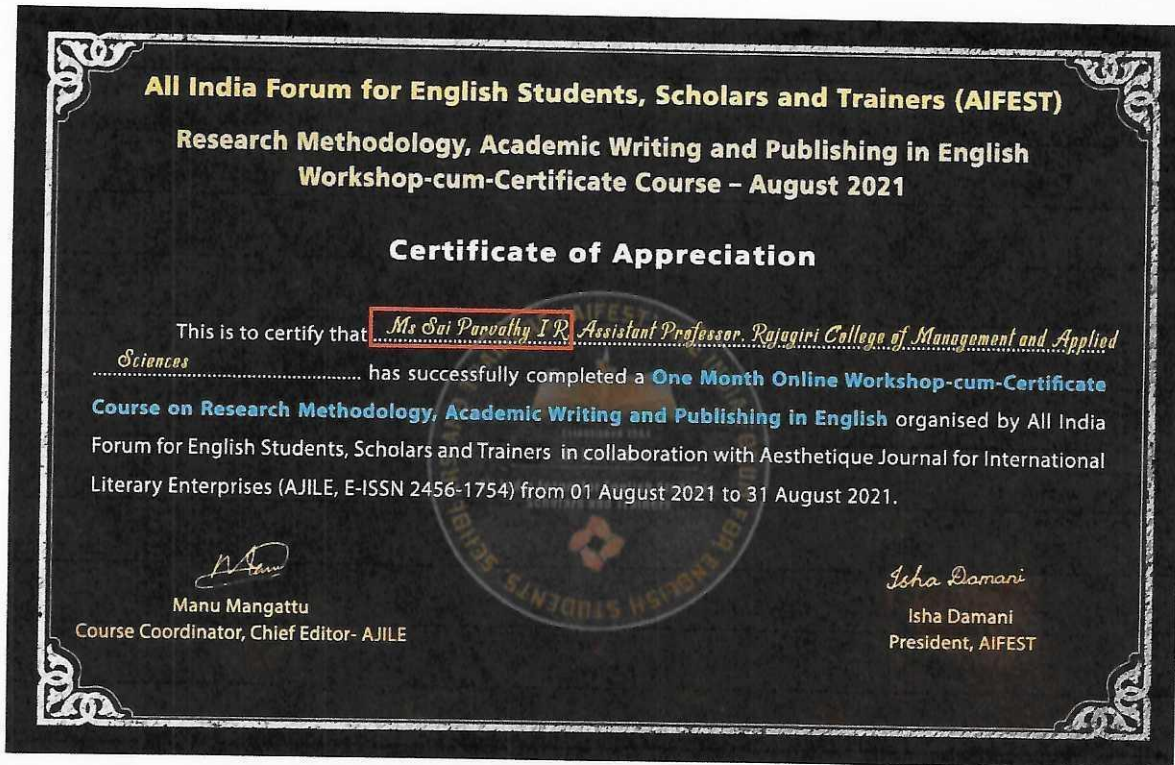 All India Forum for English Students, Scholars and Trainers (AIFEST)
Research Methodology, Academic Writing and Publishing in English
Workshop-cum-Certificate Course – August 2021
Certificate of Appreciation
This is to certify that Ms Sai Parvathy I R, Assistant Professor, Rajagiri College of Management and Applied
Sciences has successfully completed a One Month Online Workshop-cum-Certificate
Course on Research Methodology, Academic Writing and Publishing in English organised by All India
Forum for English Students, Scholars and Trainers in collaboration with Aesthetique Journal for International
Literary Enterprises (AJILE, E-ISSN 2456-1754) from 01 August 2021 to 31 August 2021.
Manu Mangattu
Course Coordinator, Chief Editor- AJILE
Isha Damani
Isha Damani
President, AIFEST